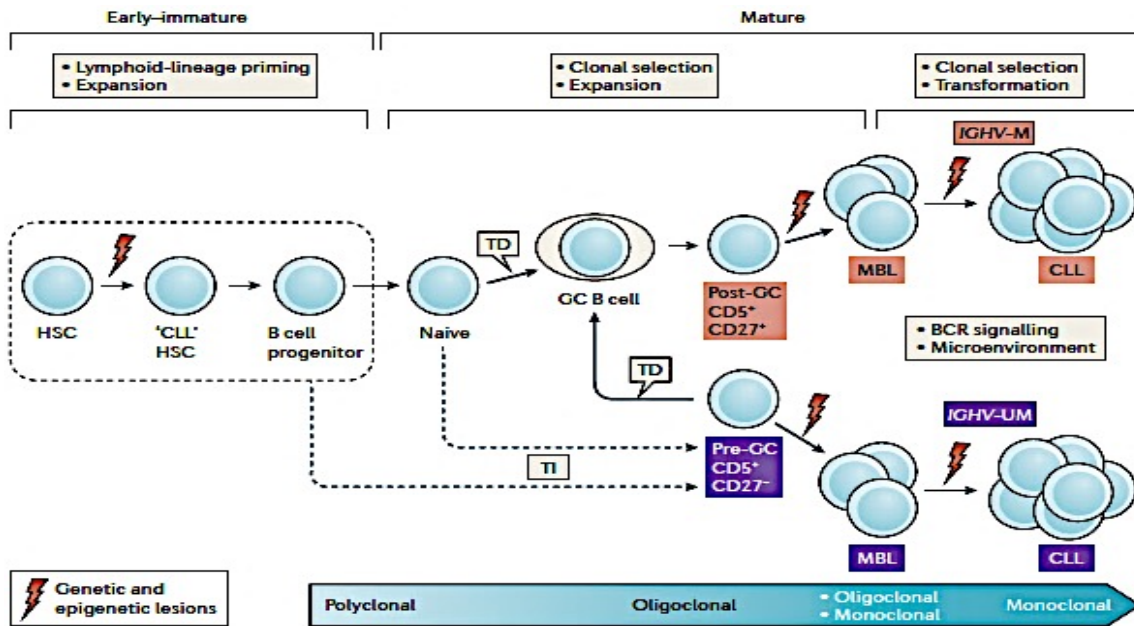 Early–immature
Mature
• Lymphoid-lineage priming
• Expansion
• Clonal selection
• Expansion
• Clonal selection
• Transformation
IGHV-M
TD
HSC
'CLL'
HSC
B cell
progenitor
Naive
GC B cell
Post-GC
CD5⁺
CD27⁺
MBL
CLL
• BCR signalling
• Microenvironment
TD
IGHV-UM
TI
Pre-GC
CD5⁺
CD27⁻
MBL
CLL
Genetic and
epigenetic lesions
Polyclonal
Oligoclonal
• Oligoclonal
• Monoclonal
Monoclonal